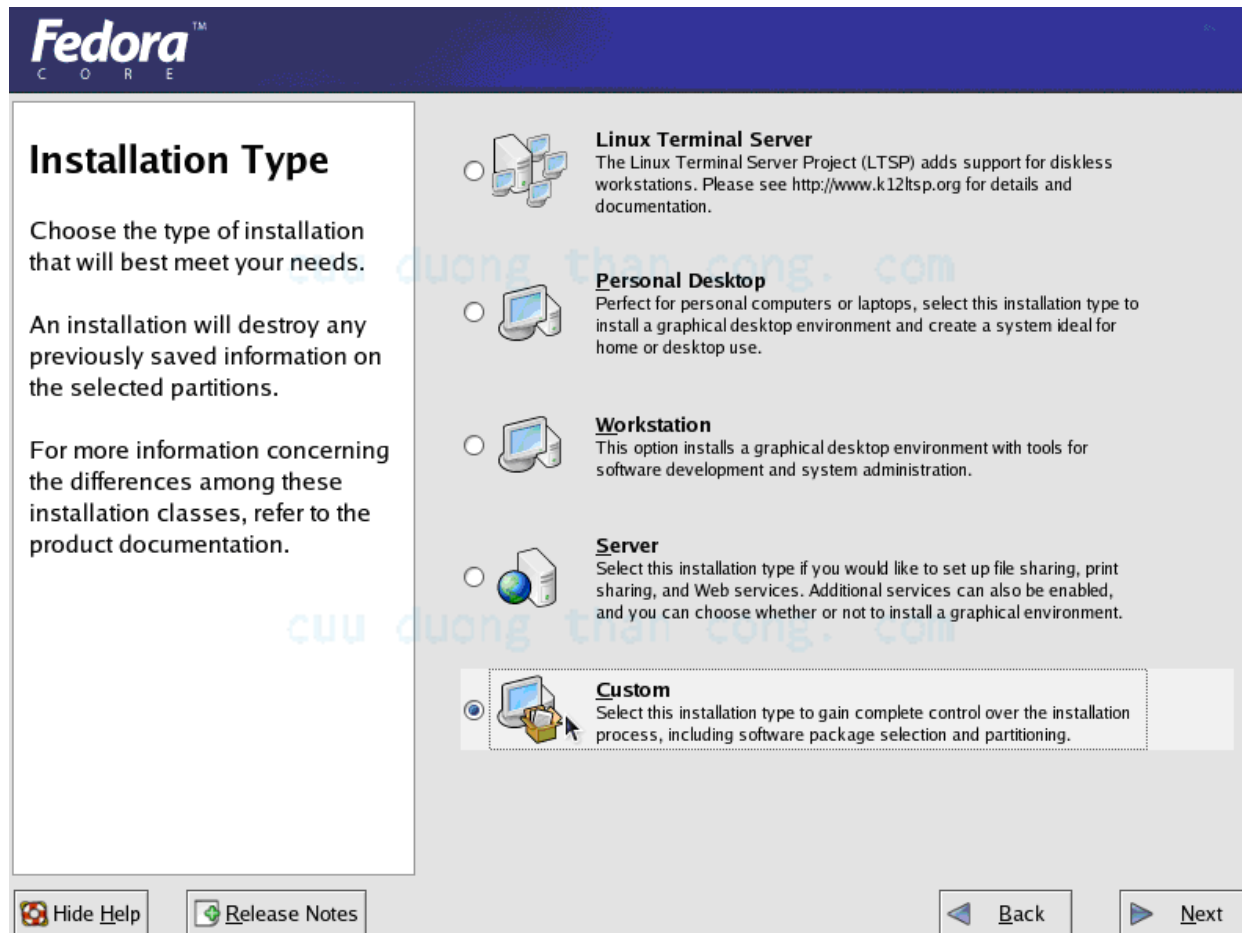 Fedora™
CORE
Installation Type
Choose the type of installation
that will best meet your needs.
An installation will destroy any
previously saved information on
the selected partitions.
For more information concerning
the differences among these
installation classes, refer to the
product documentation.
Linux Terminal Server
The Linux Terminal Server Project (LTSP) adds support for diskless
workstations. Please see http://www.k12ltsp.org for details and
documentation.
cuu duong than cong. com
Personal Desktop
Perfect for personal computers or laptops, select this installation type to
install a graphical desktop environment and create a system ideal for
home or desktop use.
Workstation
This option installs a graphical desktop environment with tools for
software development and system administration.
Server
Select this installation type if you would like to set up file sharing, print
sharing, and Web services. Additional services can also be enabled,
and you can choose whether or not to install a graphical environment.
cuu duong than cong. com
Custom
Select this installation type to gain complete control over the installation
process, including software package selection and partitioning.
Hide Help
Release Notes
Back
Next